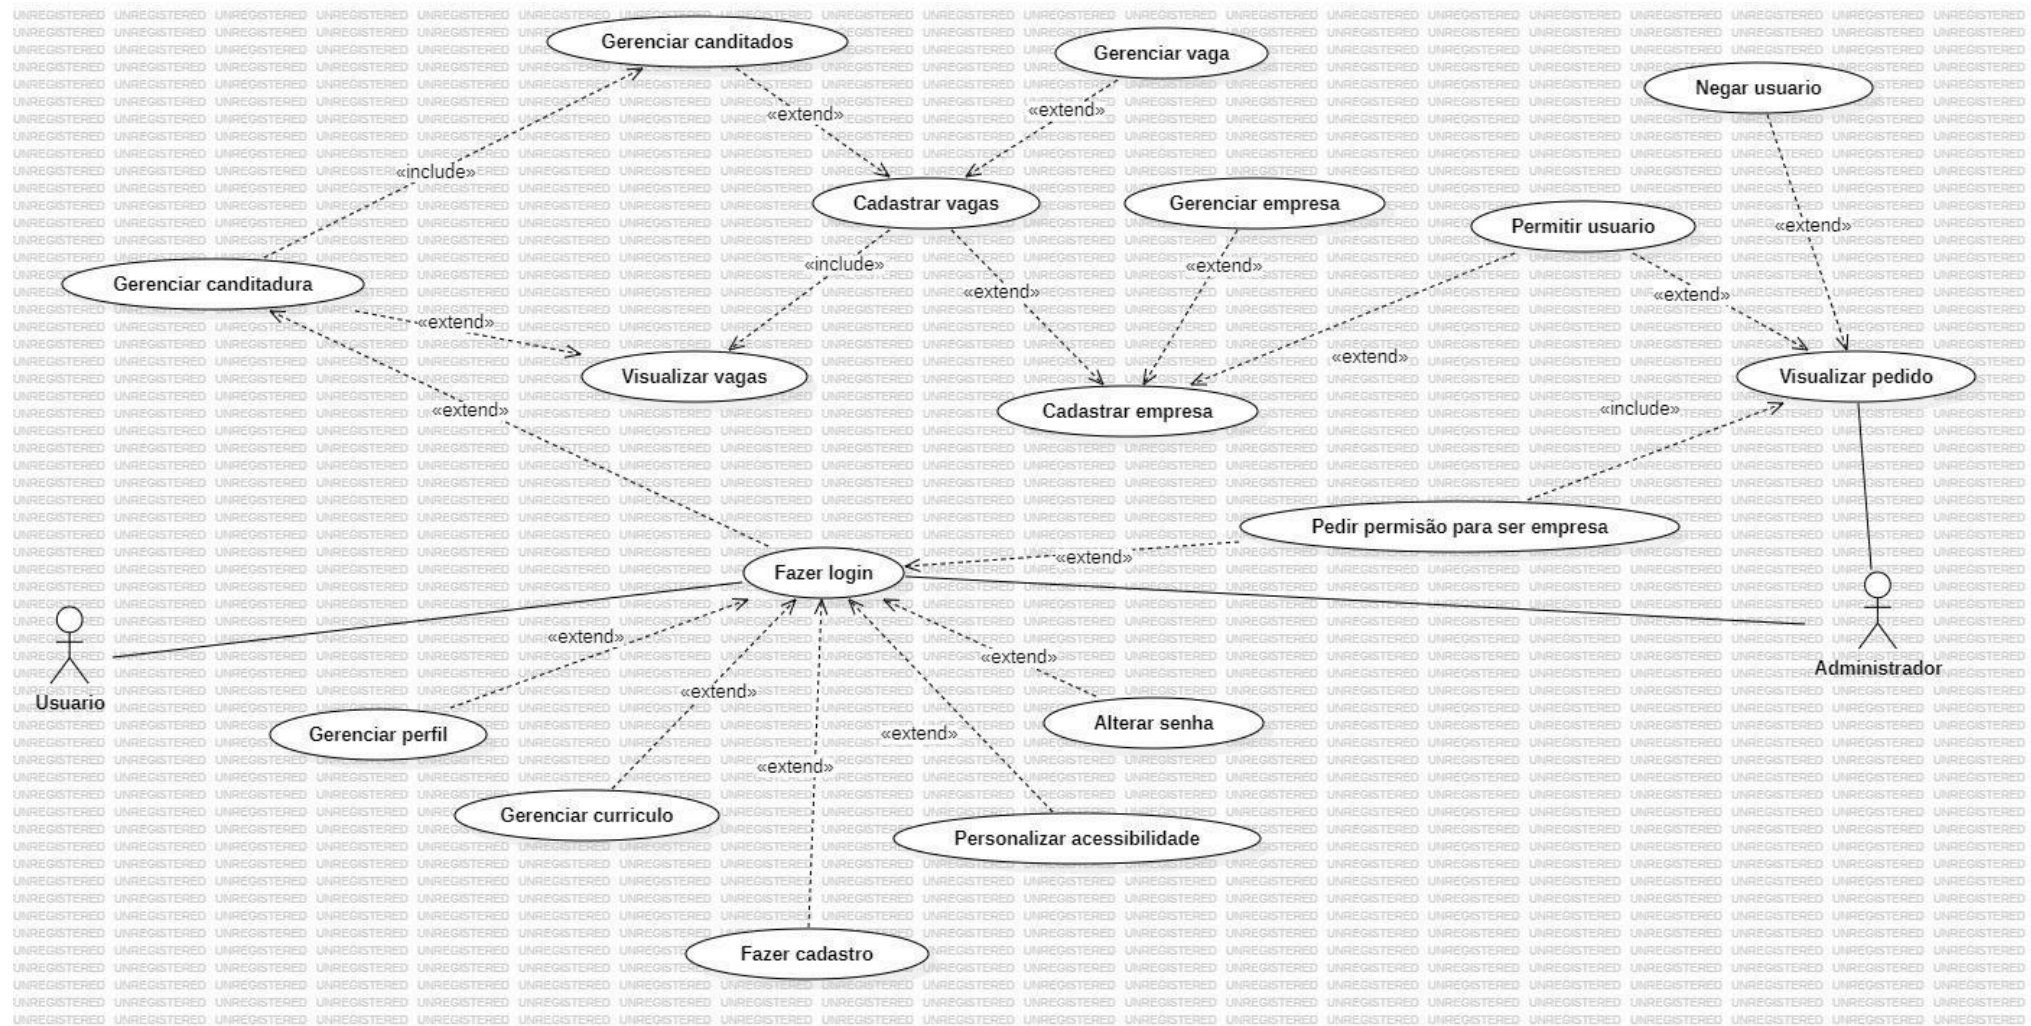 Gerenciar canditados
Gerenciar vaga
Negar usuario
«extend»
«extend»
«include»
Cadastrar vagas
Gerenciar empresa
Permitir usuario
«extend»
Gerenciar canditadura
«include»
«extend»
«extend»
«extend»
«extend»
Visualizar vagas
«extend»
Visualizar pedido
«extend»
Cadastrar empresa
«include»
Pedir permisão para ser empresa
«extend»
Fazer login
«extend»
«extend»
Administrador
Usuario
«extend»
Alterar senha
Gerenciar perfil
«extend»
«extend»
Gerenciar curriculo
Personalizar acessibilidade
Fazer cadastro
UNREGISTERED